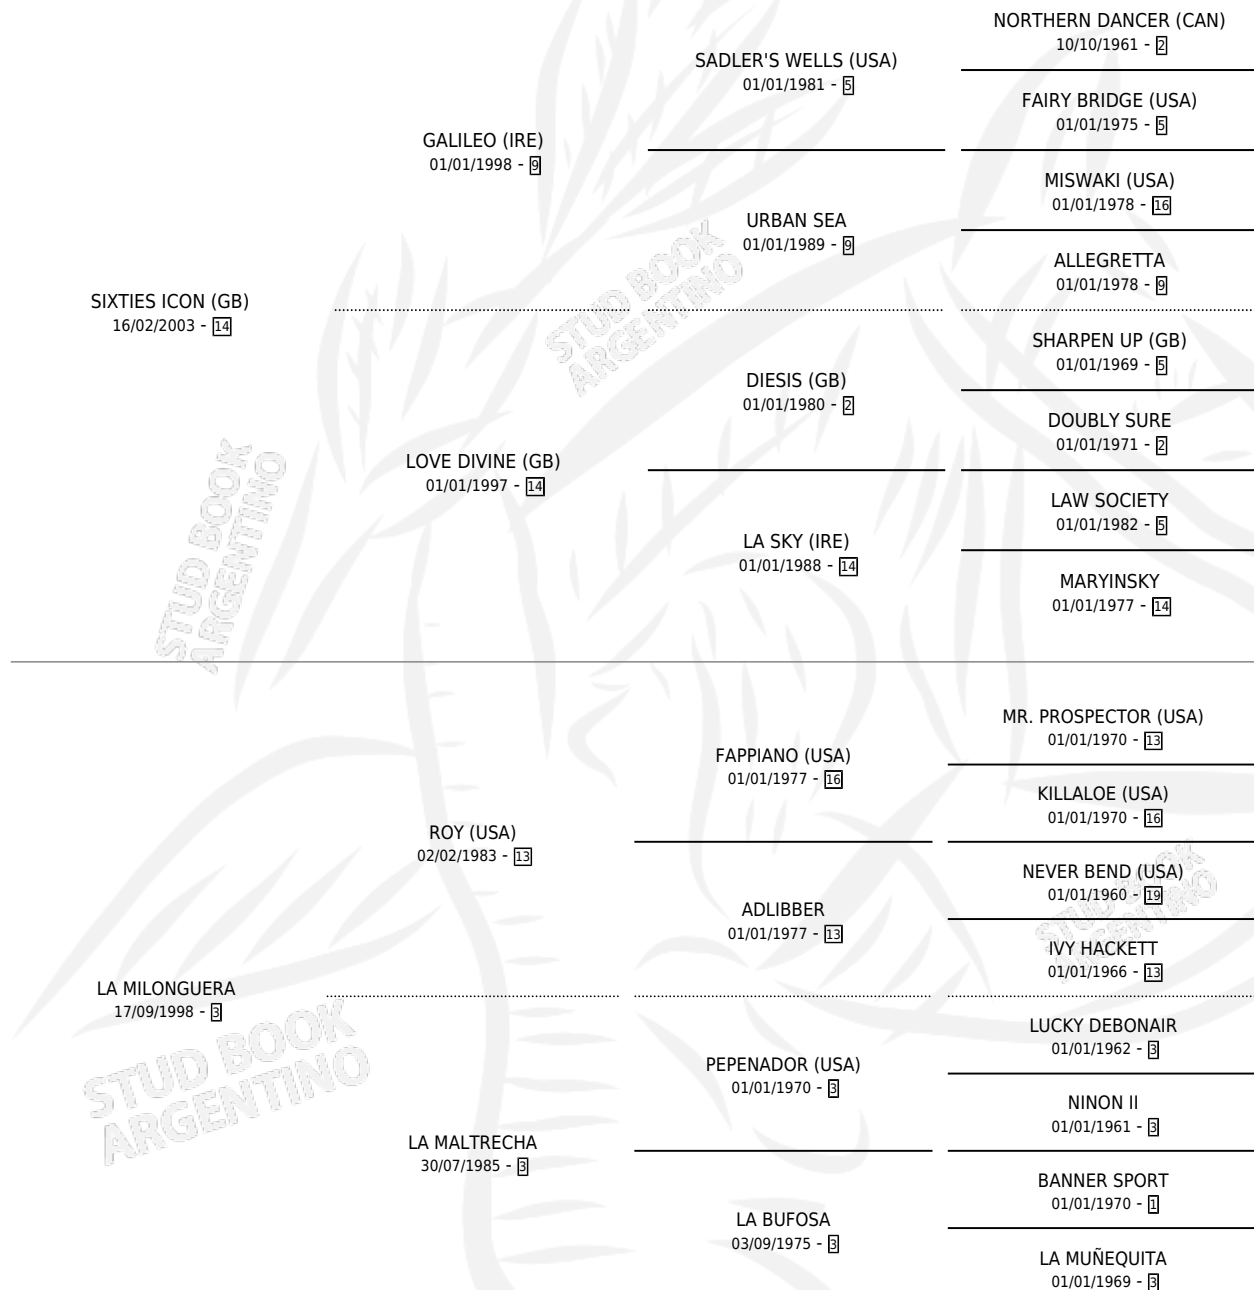 NORTHERN DANCER (CAN)
10/10/1961 - 2
SADLER'S WELLS (USA)
01/01/1981 - 5
FAIRY BRIDGE (USA)
01/01/1975 - 5
GALILEO (IRE)
01/01/1998 - 9
MISWAKI (USA)
01/01/1978 - 16
URBAN SEA
01/01/1989 - 9
ALLEGRETTA
01/01/1978 - 9
SIXTIES ICON (GB)
16/02/2003 - 14
STUD BOOK
ARGENTINO
SHARPEN UP (GB)
01/01/1969 - 5
DIESIS (GB)
01/01/1980 - 2
DOUBLY SURE
01/01/1971 - 2
LOVE DIVINE (GB)
01/01/1997 - 14
LAW SOCIETY
01/01/1982 - 5
LA SKY (IRE)
01/01/1988 - 14
MARYINSKY
01/01/1977 - 14
STUD BOOK
ARGENTINO
MR. PROSPECTOR (USA)
01/01/1970 - 13
FAPPIANO (USA)
01/01/1977 - 16
KILLALOE (USA)
01/01/1970 - 16
ROY (USA)
02/02/1983 - 13
NEVER BEND (USA)
01/01/1960 - 19
ADLIBBER
01/01/1977 - 13
IVY HACKETT
01/01/1966 - 13
STUD BOOK
ARGENTINO
LA MILONGUERA
17/09/1998 - 3
STUD BOOK
ARGENTINO
LUCKY DEBONAIR
01/01/1962 - 3
PEPENADOR (USA)
01/01/1970 - 3
NINON II
01/01/1961 - 3
LA MALTRECHA
30/07/1985 - 3
BANNER SPORT
01/01/1970 - 1
LA BUFOSA
03/09/1975 - 3
LA MUÑEQUITA
01/01/1969 - 3